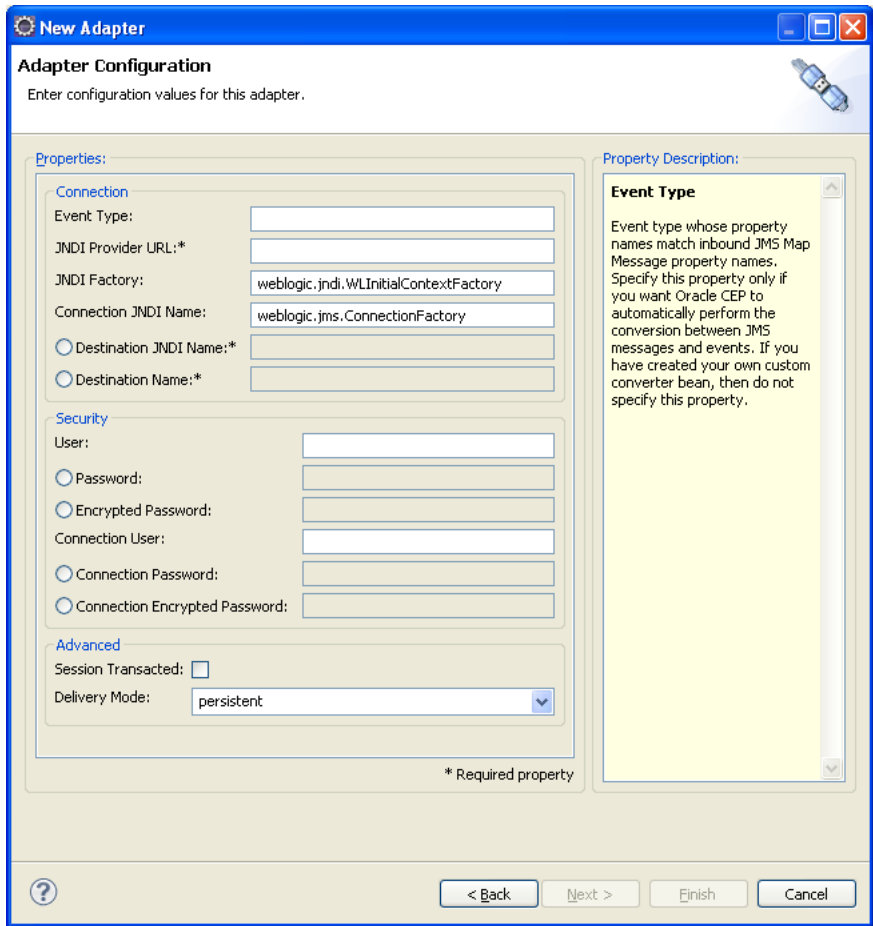 New Adapter
Adapter Configuration
Enter configuration values for this adapter.
Properties:
Connection
Event Type:
JNDI Provider URL:*
JNDI Factory: weblogic.jndi.WLInitialContextFactory
Connection JNDI Name: weblogic.jms.ConnectionFactory
Destination JNDI Name:*
Destination Name:*
Security
User:
Password:
Encrypted Password:
Connection User:
Connection Password:
Connection Encrypted Password:
Advanced
Session Transacted:
Delivery Mode: persistent
* Required property
Property Description:
Event Type
Event type whose property
names match inbound JMS Map
Message property names.
Specify this property only if
you want Oracle CEP to
automatically perform the
conversion between JMS
messages and events. If you
have created your own custom
converter bean, then do not
specify this property.
? < Back Next > Finish Cancel